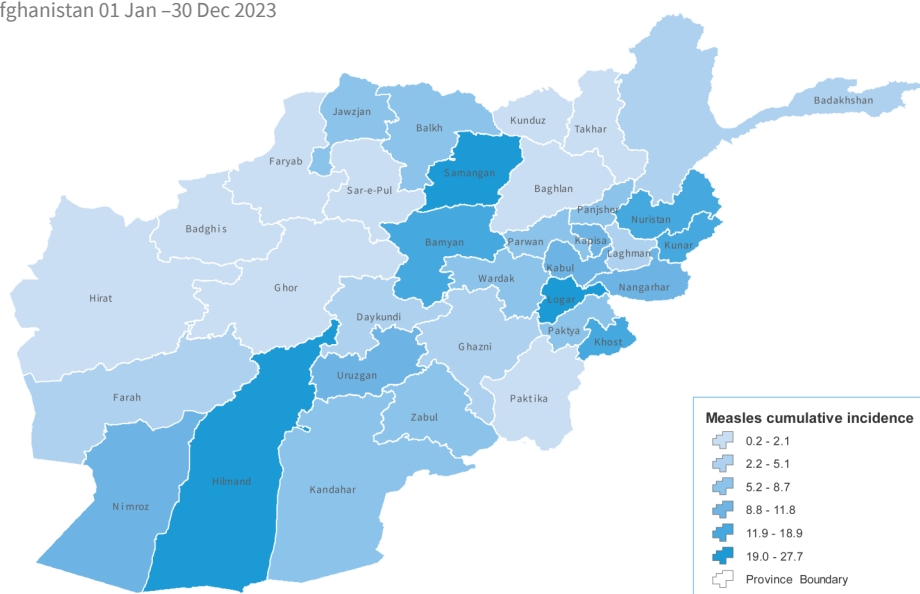 fghanistan 01 Jan –30 Dec 2023
Badakhshan
Jawzjan
Kunduz
Balkh
Takhar
Faryab
Samangan
Sar-e-Pul
Baghlan
Panjsher
Nuristan
Badghis
Bamyan
Parwan
Kapisa
Kunar
Laghman
Kabul
Wardak
Ghor
Nangarhar
Hirat
Logar
Daykundi
Paktya
Khost
Ghazni
Uruzgan
Farah
Paktika
Zabul
Hilmand
Kandahar
Nimroz
Measles cumulative incidence
0.2 - 2.1
2.2 - 5.1
5.2 - 8.7
8.8 - 11.8
11.9 - 18.9
19.0 - 27.7
Province Boundary